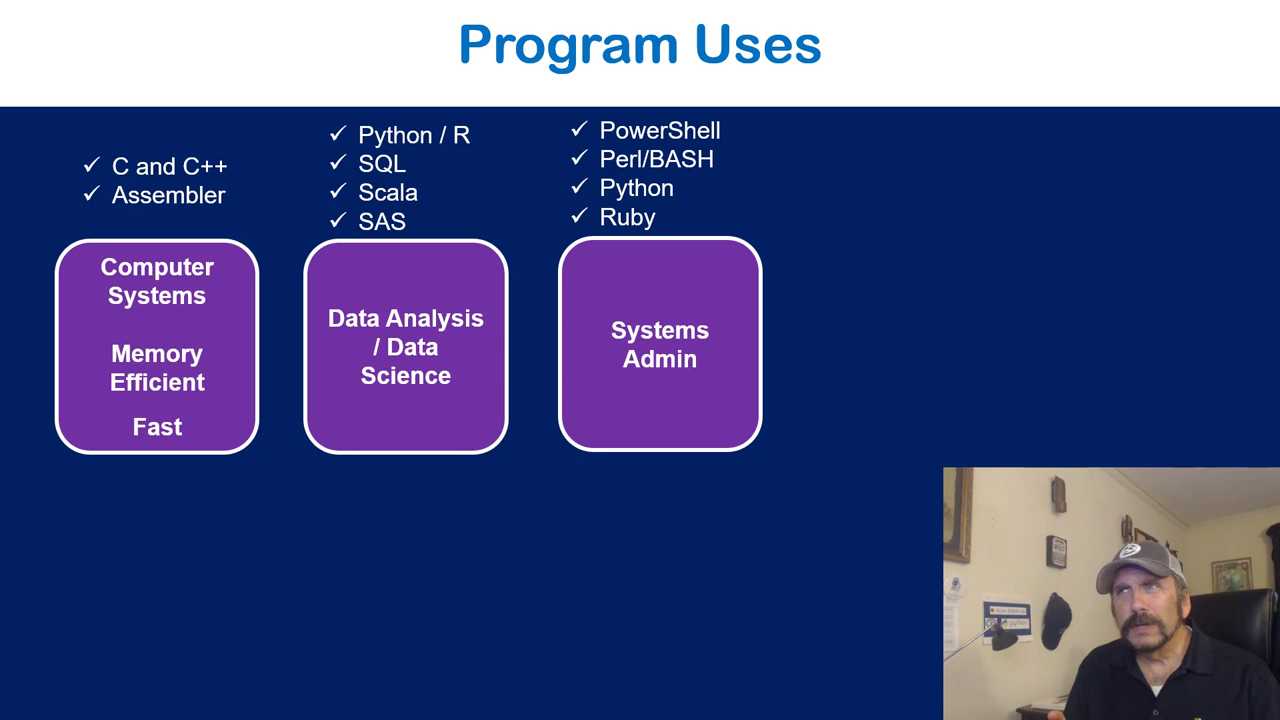 Program Uses
C and C++
Assembler
Computer
Systems
Memory
Efficient
Fast
Python / R
SQL
Scala
SAS
Data Analysis
/ Data
Science
PowerShell
Perl/BASH
Python
Ruby
Systems
Admin
python